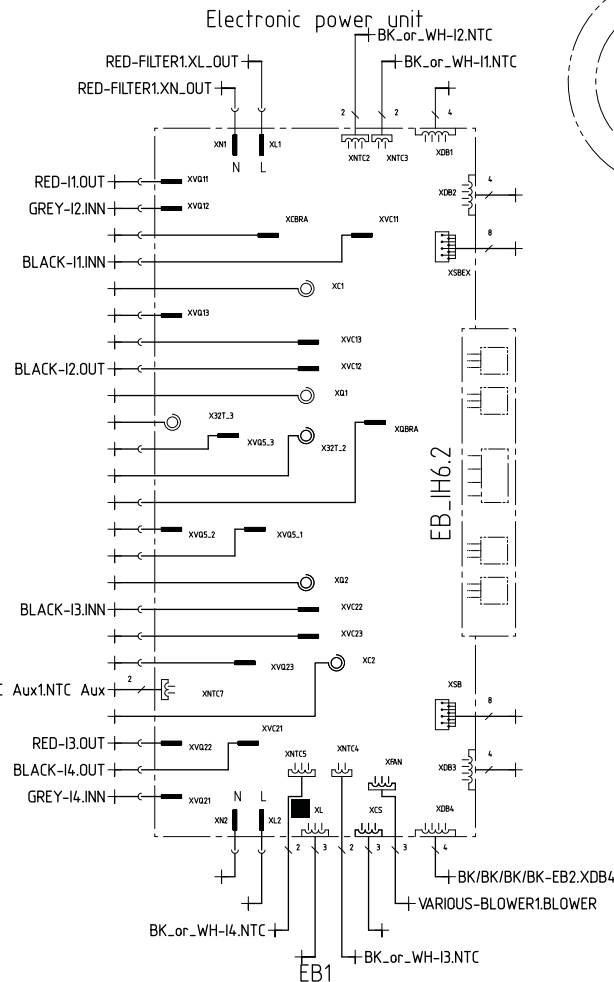 Electronic power unit
BK_or_WH-I2.NTC
RED-FILTER1.XL_OUT
BK_or_WH-I1.NTC
RED-FILTER1.XN_OUT
2
2
4
XN1
XL1
XNTC2
XNTC3
XDB1
N
L
RED-I1.OUT
XVQ11
XDB2
4
GREY-I2.INN
XVQ12
XCBRA
XVC11
8
BLACK-I1.INN
XSBEX
XC1
XVQ13
XVC13
BLACK-I2.OUT
XVC12
XQ1
X32T_3
XVQS_3
X32T_2
XQBRA
EB_IH6.2
XVQS_2
XVQS_1
XQ2
BLACK-I3.INN
XVC22
XVC23
XVQ23
XC2
C Aux1.NTC Aux
2
XNTC7
XSB
8
RED-I3.OUT
XVQ22
XVC21
BLACK-I4.OUT
XNTC5
XNTC4
XFAN
XDB3
4
GREY-I4.INN
XVQ21
N
L
XN2
XL2
XL
XCS
XDB4
2
3
2
3
3
4
BK/BK/BK/BK-EB2.XDB4
VARIOUS-BLOWER1.BLOWER
BK_or_WH-I4.NTC
BK_or_WH-I3.NTC
EB1